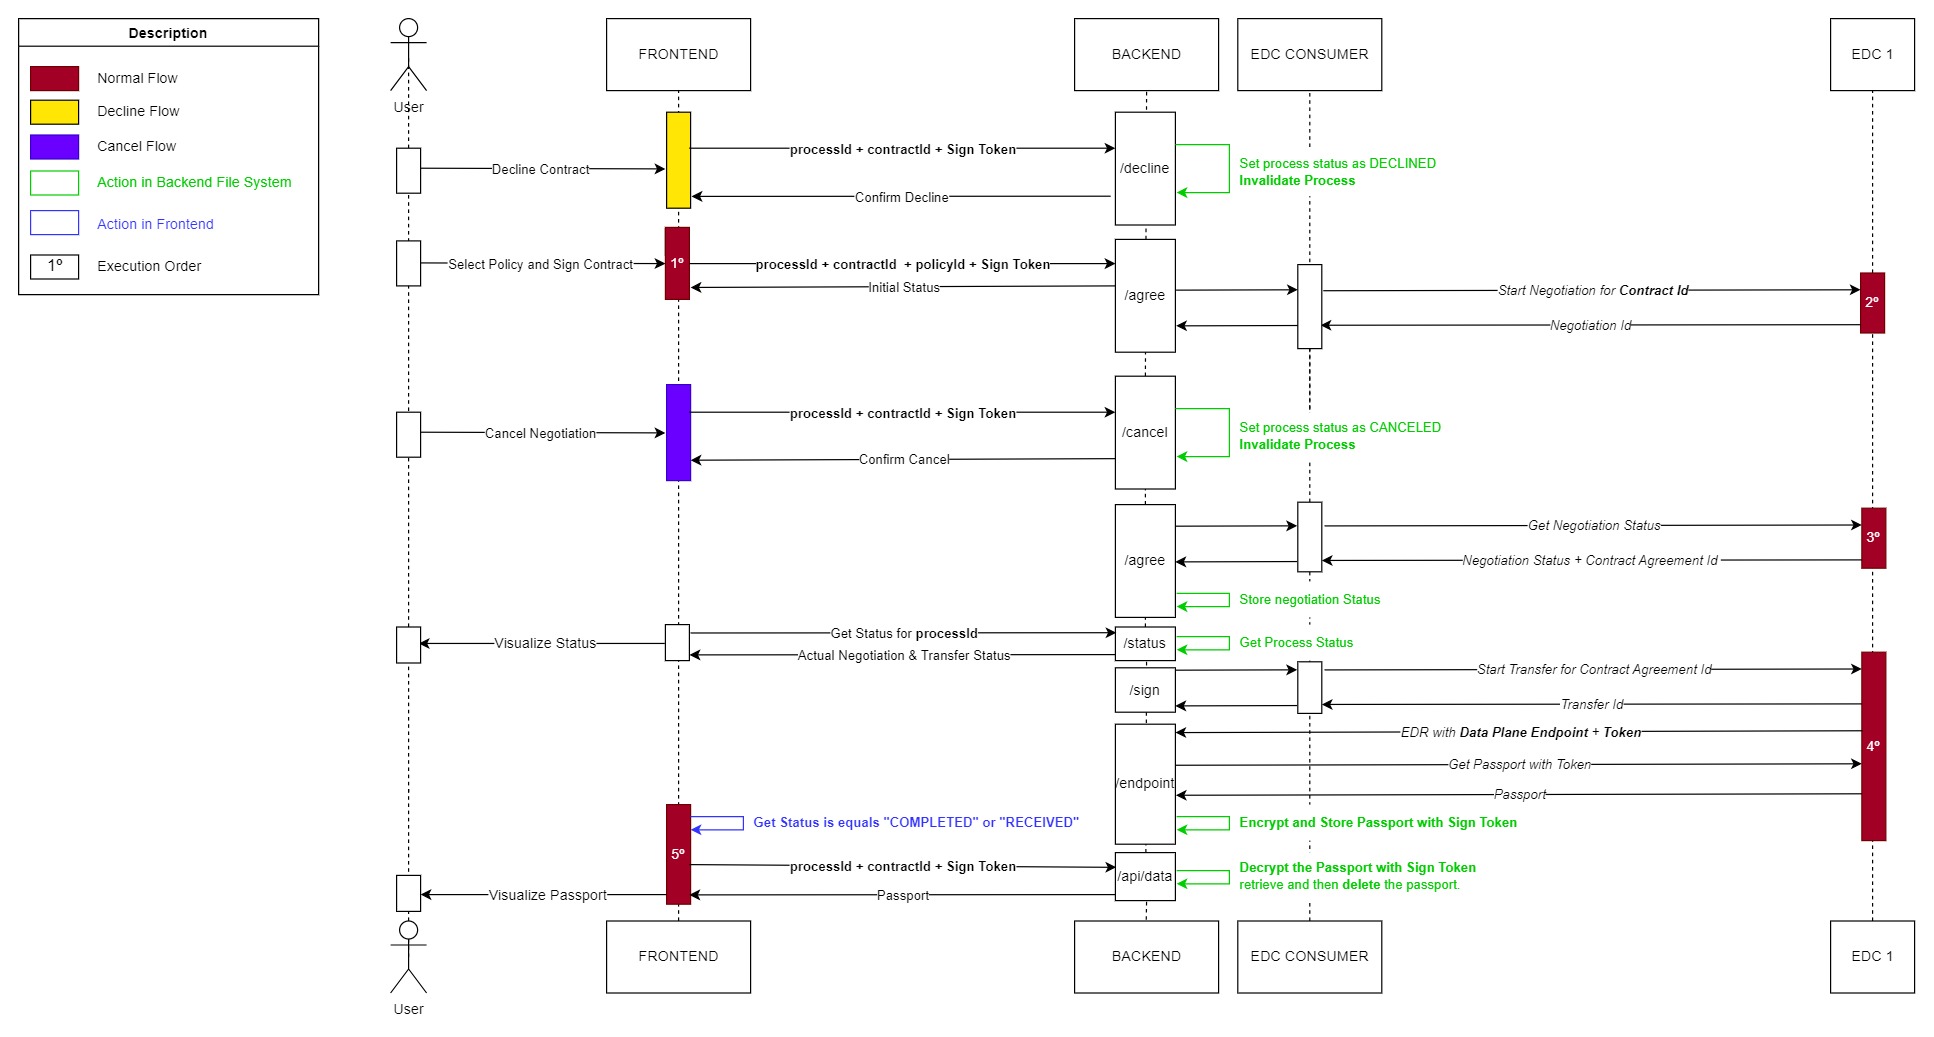 Description
Normal Flow
Decline Flow
Cancel Flow
Action in Backend File System
Action in Frontend
1º
Execution Order
User
FRONTEND
BACKEND
EDC CONSUMER
EDC 1
Decline Contract
processId + contractId + Sign Token
/decline
Confirm Decline
Set process status as DECLINED
Invalidate Process
Select Policy and Sign Contract
1º
processId + contractId + policyId + Sign Token
Initial Status
/agree
Start Negotiation for Contract Id
Negotiation Id
2º
Cancel Negotiation
processId + contractId + Sign Token
Confirm Cancel
/cancel
Set process status as CANCELED
Invalidate Process
/agree
Get Negotiation Status
Negotiation Status + Contract Agreement Id
3º
Store negotiation Status
Visualize Status
Get Status for processId
Actual Negotiation & Transfer Status
/status
Get Process Status
/sign
Start Transfer for Contract Agreement Id
Transfer Id
EDR with Data Plane Endpoint + Token
4º
Get Passport with Token
/endpoint
Passport
Get Status is equals "COMPLETED" or "RECEIVED"
Encrypt and Store Passport with Sign Token
5º
processId + contractId + Sign Token
/api/data
Decrypt the Passport with Sign Token
retrieve and then delete the passport.
Visualize Passport
Passport
User
FRONTEND
BACKEND
EDC CONSUMER
EDC 1